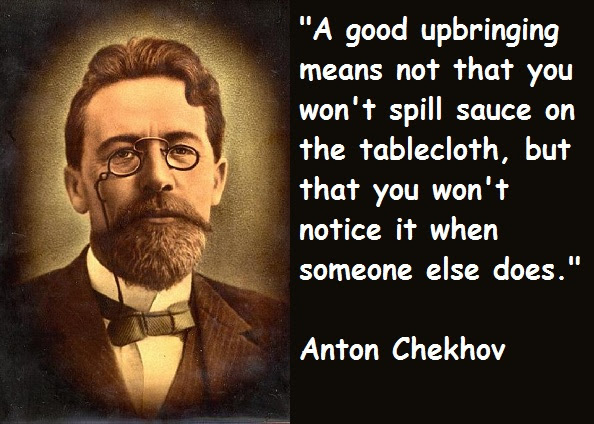 "A good upbringing
means not that you
won't spill sauce on
the tablecloth, but
that you won't
notice it when
someone else does."
Anton Chekhov